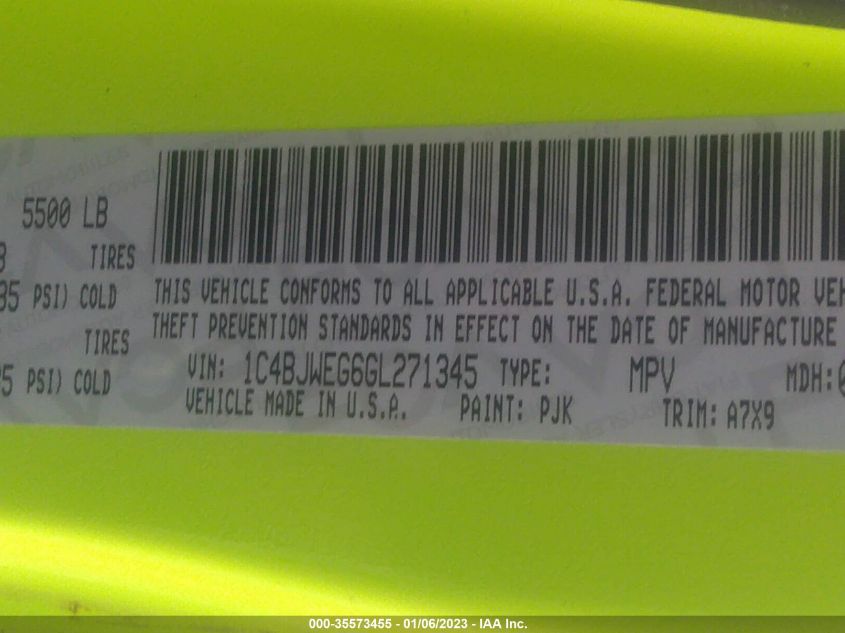 5500 LB
TIRES
PSI) COLD
THIS VEHICLE CONFORMS TO ALL APPLICABLE U.S.A. FEDERAL MOTOR
THEFT PREVENTION STANDARDS IN EFFECT ON THE DATE OF MANUFACTURE
TIRES
VIN: 1C4BJWEG6GL271345 TYPE: MPV MDH:
PSI) COLD
VEHICLE MADE IN U.S.A. PAINT: PJK TRIM: A7X9
000-35573455 - 01/06/2023 - IAA Inc.